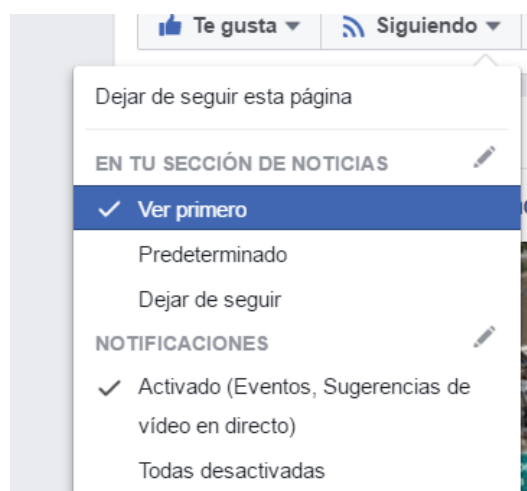 Te gusta Siguiendo
Dejar de seguir esta página
EN TU SECCIÓN DE NOTICIAS
Ver primero
Predeterminado
Dejar de seguir
NOTIFICACIONES
Activado (Eventos, Sugerencias de
vídeo en directo)
Todas desactivadas